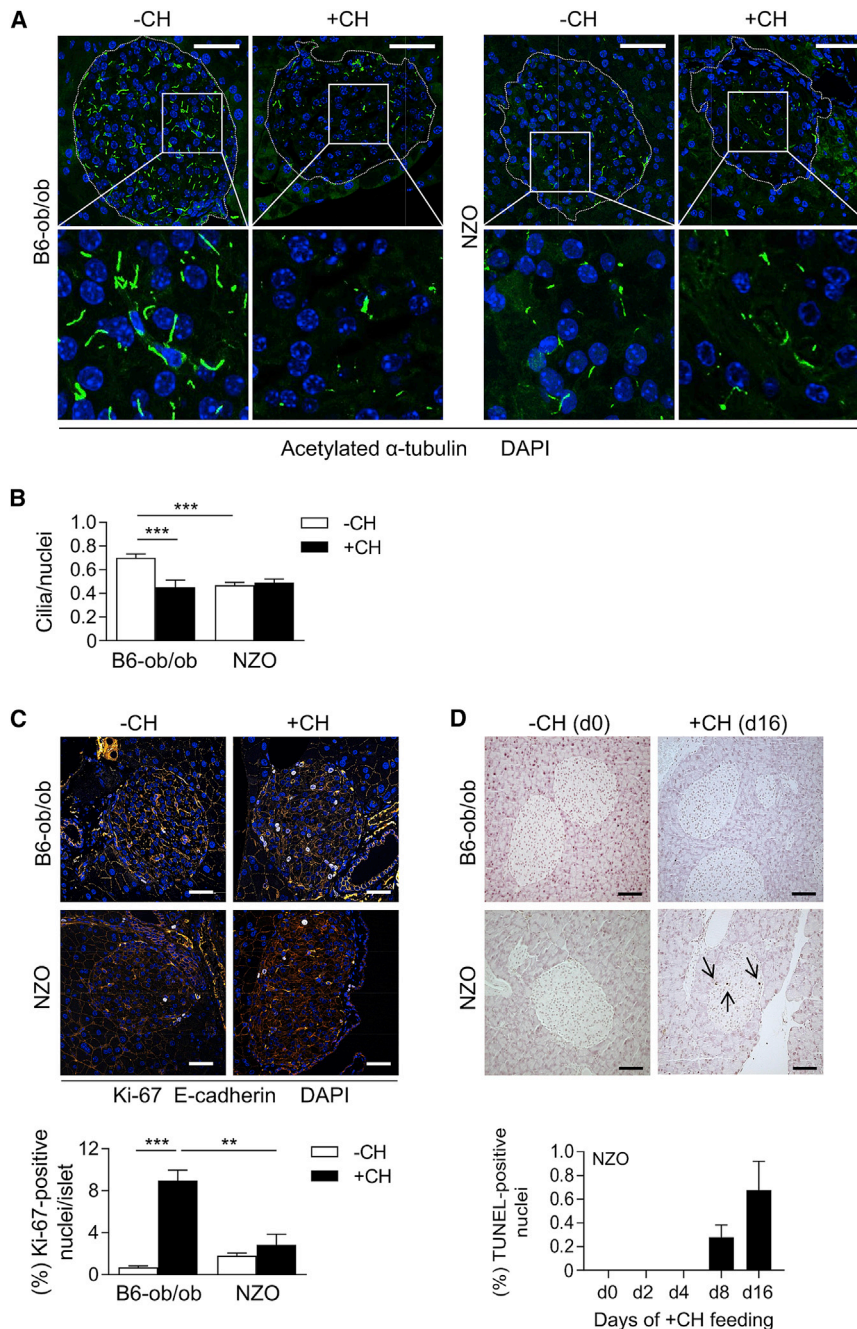 A
-CH +CH -CH +CH
B6-ob/ob
NZO
Acetylated α-tubulin DAPI
B
Cilia/nuclei
1.0
0.8
0.6
0.4
0.2
0
***
***
-CH
+CH
B6-ob/ob NZO
C
-CH +CH
B6-ob/ob
NZO
Ki-67 E-cadherin DAPI
(%) Ki-67-positive
nuclei/islet
12
8
4
0
*** **
-CH
+CH
B6-ob/ob NZO
D
-CH (d0) +CH (d16)
B6-ob/ob
NZO
(%) TUNEL-positive
nuclei
1.0
0.8
0.6
0.4
0.2
0
NZO
d0 d2 d4 d8 d16
Days of +CH feeding